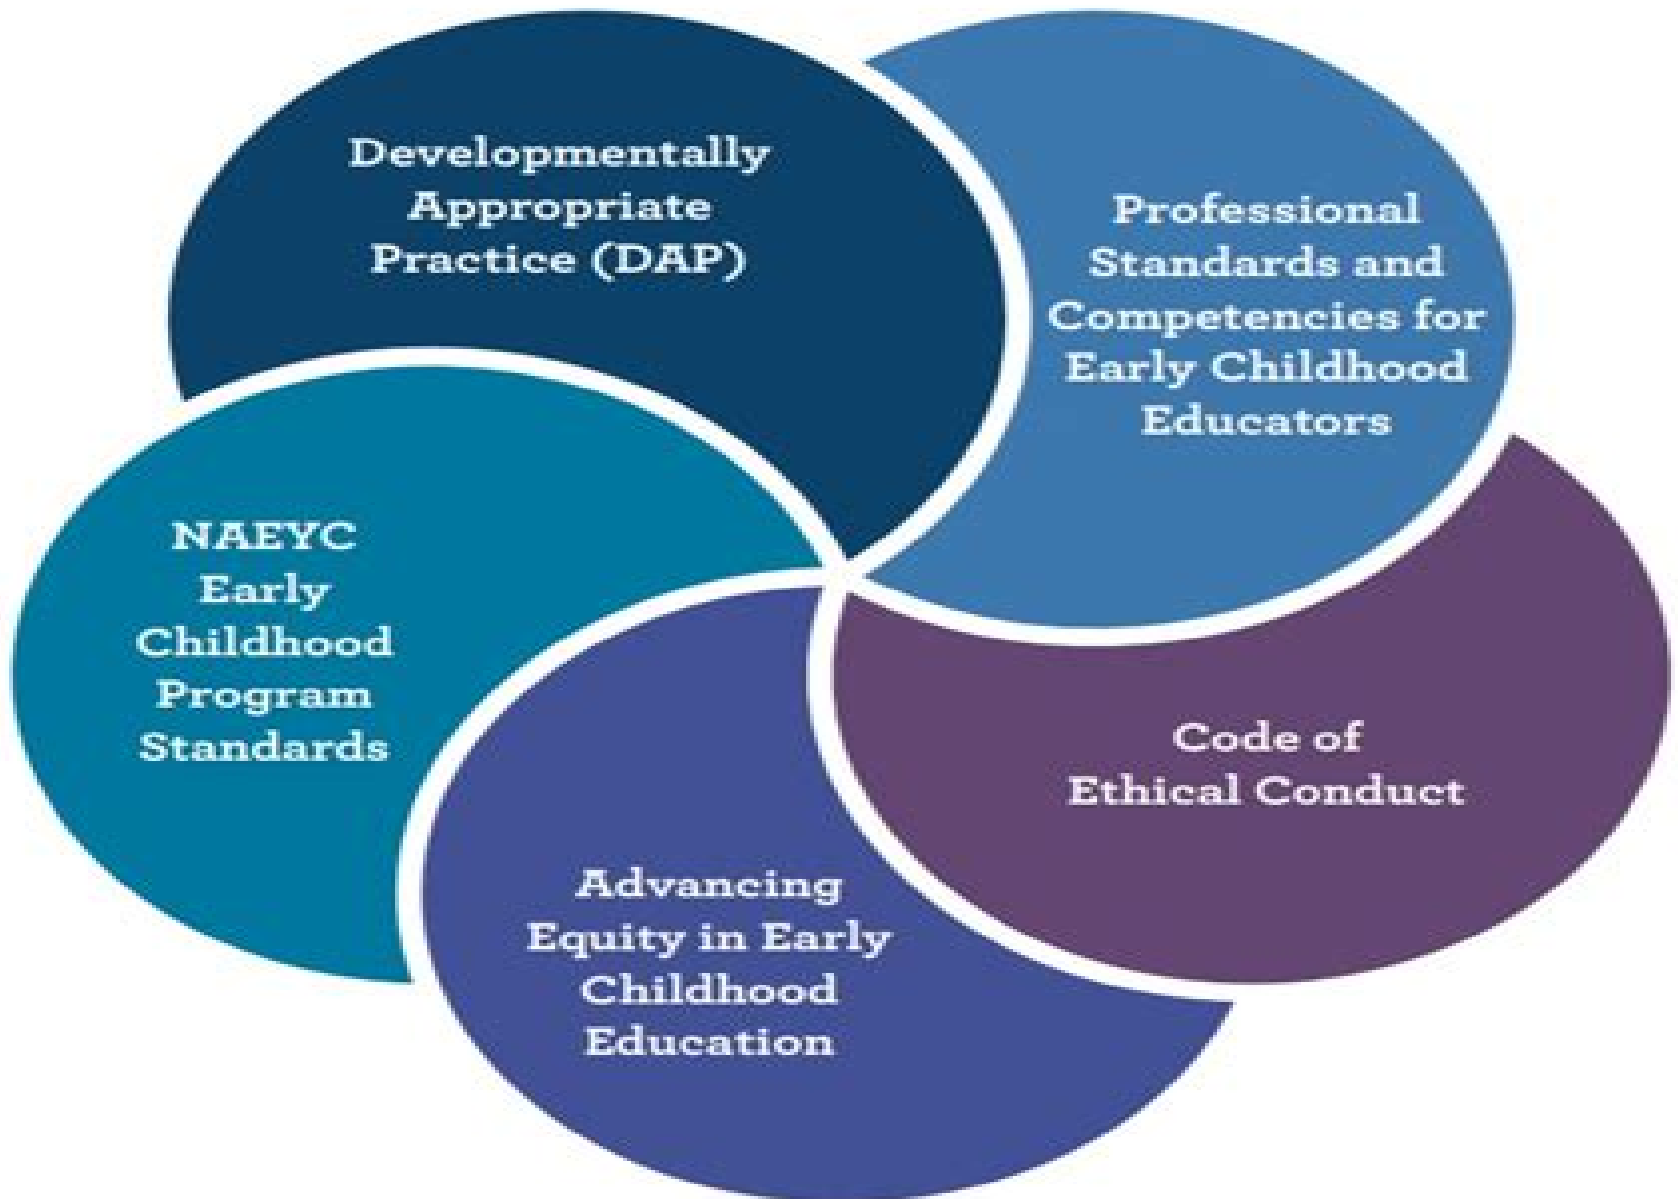 Developmentally
Appropriate
Practice (DAP)
Professional
Standards and
Competencies for
Early Childhood
Educators
Code of
Ethical Conduct
Advancing
Equity in Early
Childhood
Education
NAEYC
Early
Childhood
Program
Standards